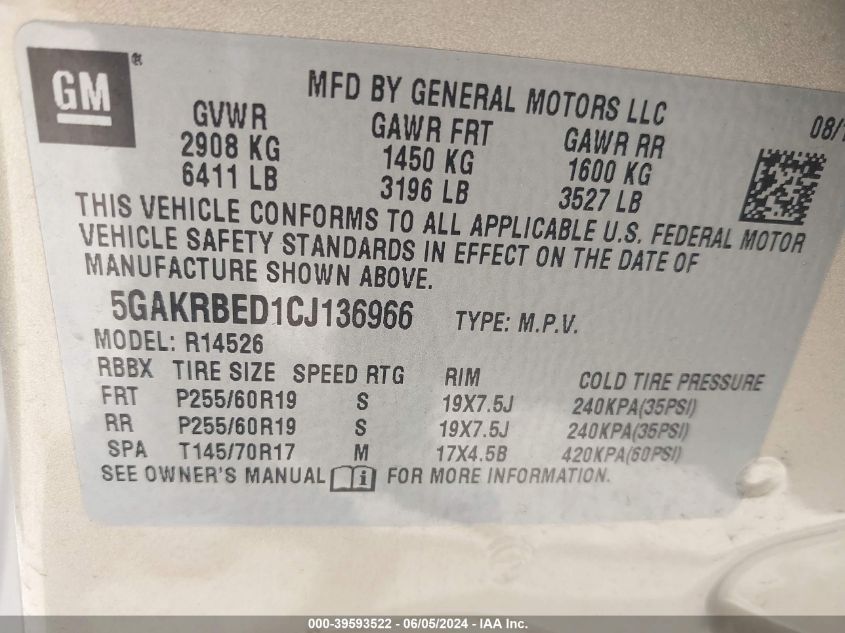 GM®
MFD BY GENERAL MOTORS LLC
08/
GVWR GAWR FRT GAWR RR
2908 KG 1450 KG 1600 KG
6411 LB 3196 LB 3527 LB
THIS VEHICLE CONFORMS TO ALL APPLICABLE U.S. FEDERAL MOTOR
VEHICLE SAFETY STANDARDS IN EFFECT ON THE DATE OF
MANUFACTURE SHOWN ABOVE.
5GAKRBED1CJ136966 TYPE: M.P.V.
MODEL: R14526
RBBX TIRE SIZE SPEED RTG RIM COLD TIRE PRESSURE
FRT P255/60R19 S 19X7.5J 240KPA(35PSI)
RR P255/60R19 S 19X7.5J 240KPA(35PSI)
SPA T145/70R17 M 17X4.5B 420KPA(60PSI)
SEE OWNER'S MANUAL i FOR MORE INFORMATION.
000-39593522 - 06/05/2024 - IAA Inc.